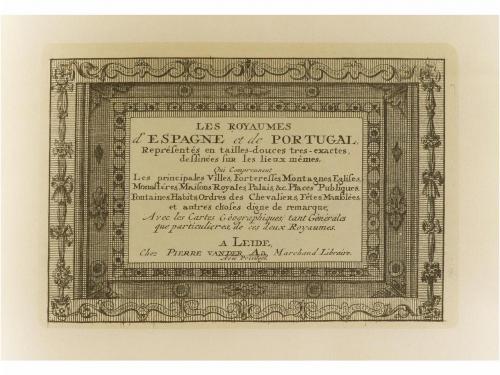 LES ROYAUMES
d'ESPAGNE et de PORTUGAL.
Représentés en tailles-douces tres-exactes,
dessinées sur les lieux mêmes.
Qui Comprennent
Les principales Villes, Forteresses, Montagnes, Eglises,
Monastères, Maisons Royales, Palais, &c. Places Publiques,
Fontaines, Habits, Ordres des Chevaliers, Fêtes Murailées
et autres choses digne de remarque;
Avec les Cartes Géographiques, tant Générales
que particulieres, de ces deux Royaumes.
A LEIDE,
Chez PIERRE VANDER Aa, Marchand Libraire.
Avec Privilege